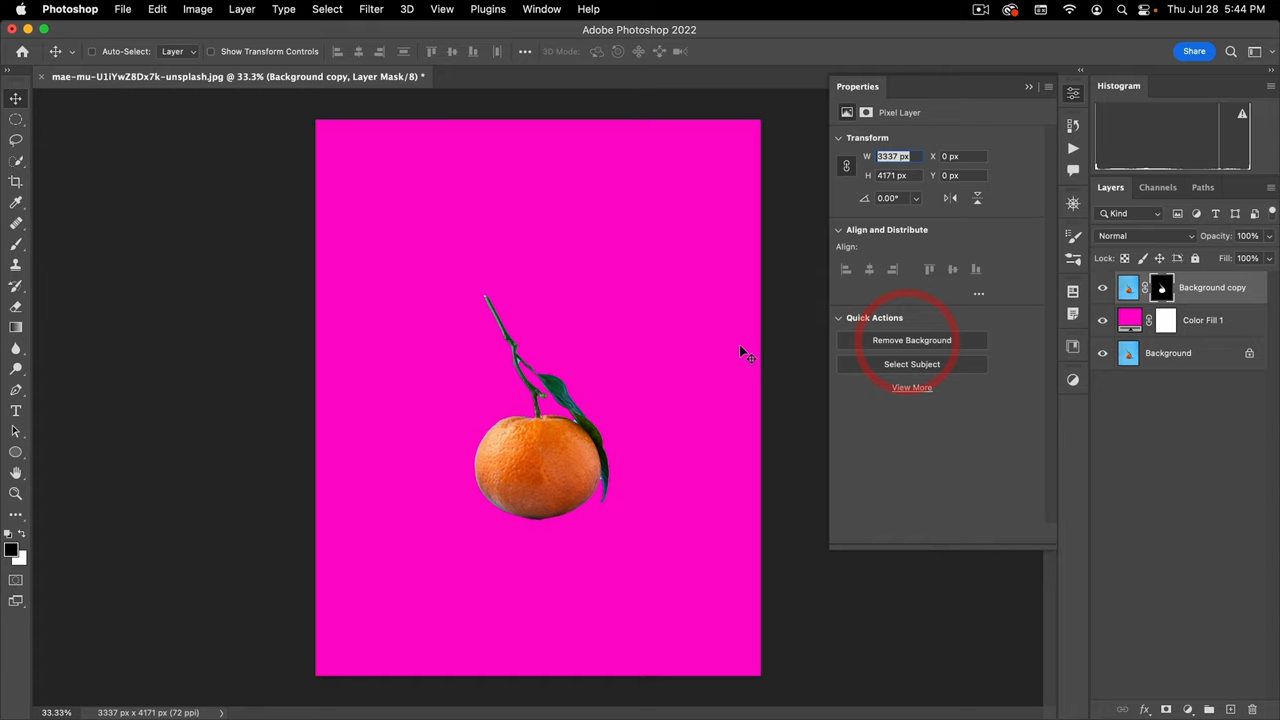 Photoshop File Edit Image Layer Type Select Filter 3D View Plugins Window Help Thu Jul 28 5:44 PM
Adobe Photoshop 2022
Auto-Select: Layer Show Transform Controls 3D Mode: Share
mae-mu-U1iYwZ8Dx7k-unsplash.jpg @ 33.3% (Background copy, Layer Mask/8) *
Properties
Pixel Layer
Transform
W 3337 px X 0 px
H 4171 px Y 0 px
0.00°
Align and Distribute
Align:
Quick Actions
Remove Background
Select Subject
View More
Histogram
Layers Channels Paths
Kind
Normal Opacity: 100%
Lock: Fill: 100%
Background copy
Color Fill 1
Background
33.33% 3337 px x 4171 px (72 ppi)